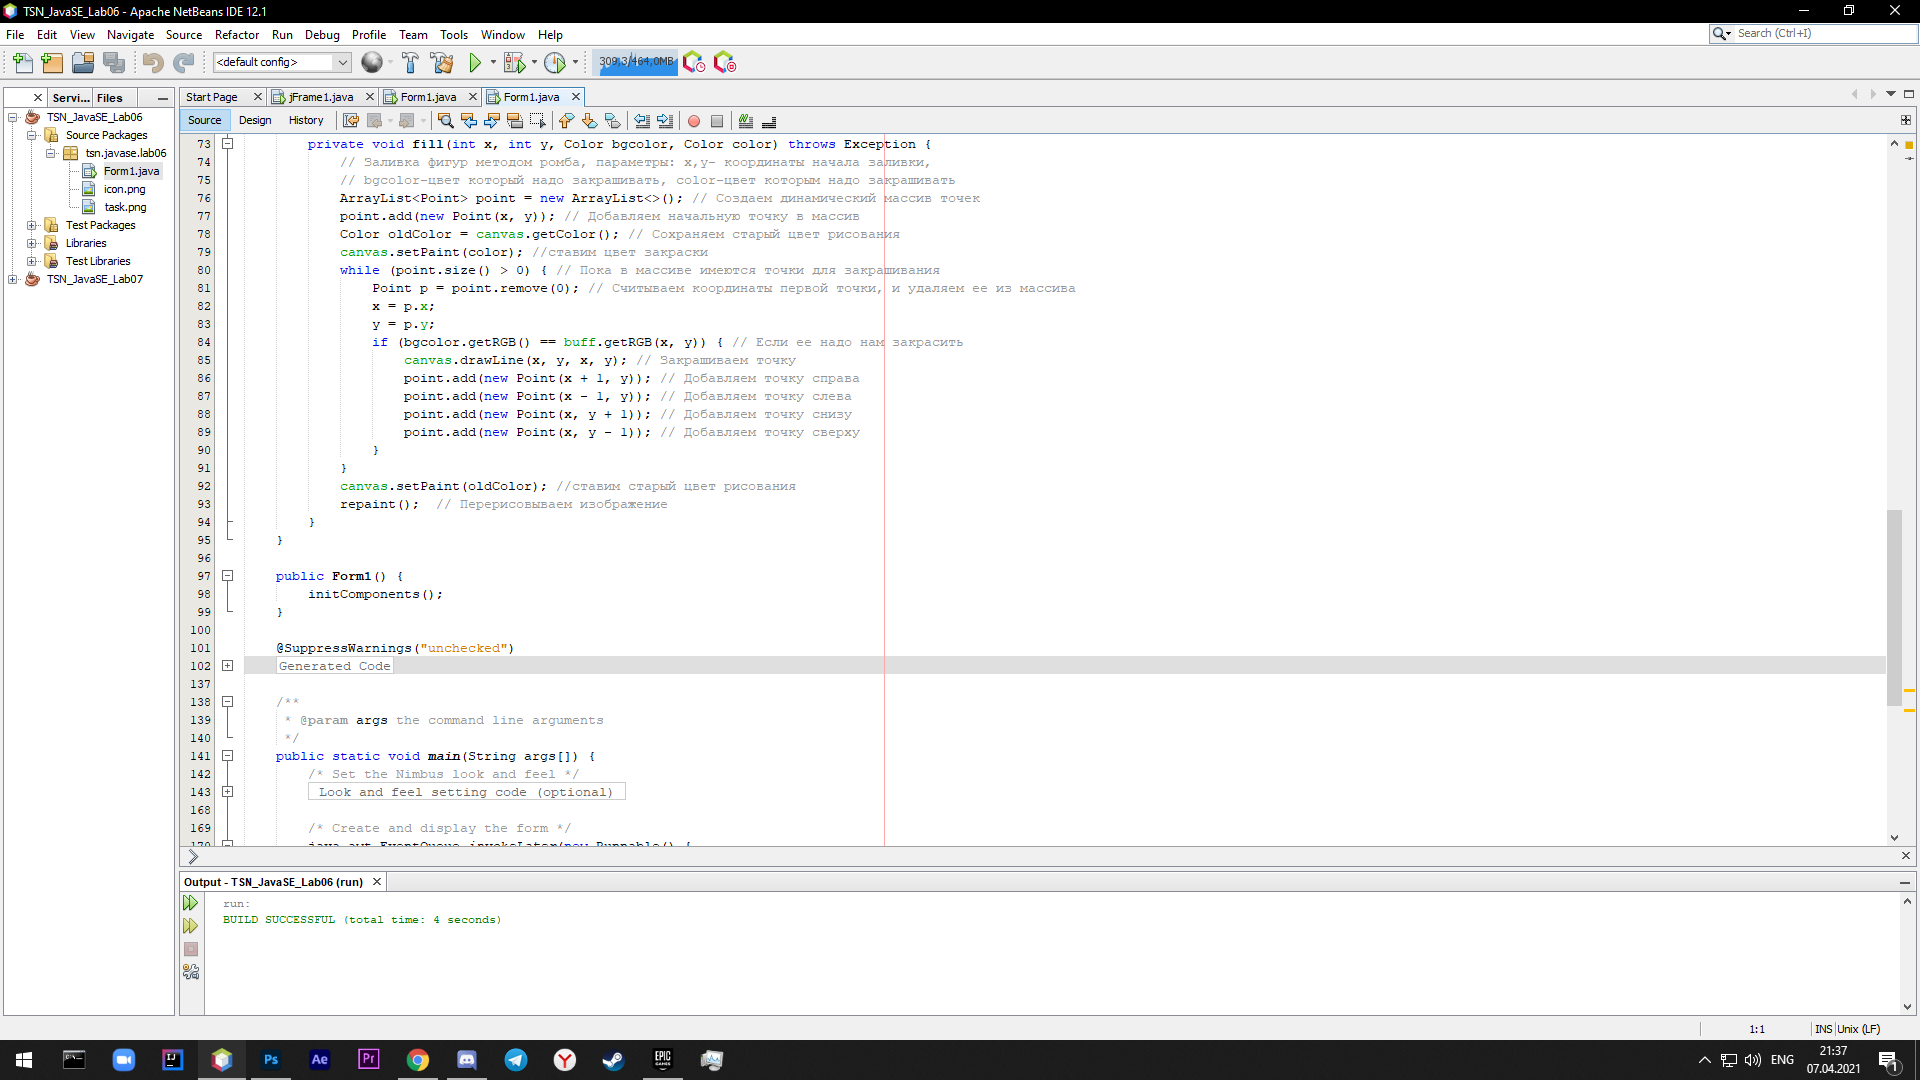 TSN_JavaSE_Lab06 - Apache NetBeans IDE 12.1
File Edit View Navigate Source Refactor Run Debug Profile Team Tools Window Help
Search (Ctrl+I)
<default config>
309,3/464,0MB
Servi... Files
TSN_JavaSE_Lab06
Source Packages
tsn.javase.lab06
Form1.java
icon.png
task.png
Test Packages
Libraries
Test Libraries
TSN_JavaSE_Lab07
Start Page jFrame1.java Form1.java Form1.java
Source Design History
73 private void fill(int x, int y, Color bgcolor, Color color) throws Exception {
74 // Заливка фигур методом ромба, параметры: x,y- координаты начала заливки,
75 // bgcolor-цвет который надо закрашивать, color-цвет которым надо закрашивать
76 ArrayList<Point> point = new ArrayList<>(); // Создаем динамический массив точек
77 point.add(new Point(x, y)); // Добавляем начальную точку в массив
78 Color oldColor = canvas.getColor(); // Сохраняем старый цвет рисования
79 canvas.setPaint(color); //ставим цвет закраски
80 while (point.size() > 0) { // Пока в массиве имеются точки для закрашивания
81 Point p = point.remove(0); // Считываем координаты первой точки, и удаляем ее из массива
82 x = p.x;
83 y = p.y;
84 if (bgcolor.getRGB() == buff.getRGB(x, y)) { // Если ее надо нам закрасить
85 canvas.drawLine(x, y, x, y); // Закрашиваем точку
86 point.add(new Point(x + 1, y)); // Добавляем точку справа
87 point.add(new Point(x - 1, y)); // Добавляем точку слева
88 point.add(new Point(x, y + 1)); // Добавляем точку снизу
89 point.add(new Point(x, y - 1)); // Добавляем точку сверху
90 }
91 }
92 canvas.setPaint(oldColor); //ставим старый цвет рисования
93 repaint(); // Перерисовываем изображение
94 }
95 }
96
97 public Form1() {
98 initComponents();
99 }
100
101 @SuppressWarnings("unchecked")
102 Generated Code
137
138 /**
139 * @param args the command line arguments
140 */
141 public static void main(String args[]) {
142 /* Set the Nimbus look and feel */
143 Look and feel setting code (optional)
168
169 /* Create and display the form */
170 java.awt.EventQueue.invokeLater(new Runnable() {
Output - TSN_JavaSE_Lab06 (run)
run:
BUILD SUCCESSFUL (total time: 4 seconds)
1:1 INS Unix (LF)
IJ Ps Ae Pr EPIC GAMES
ENG
21:37
07.04.2021
1